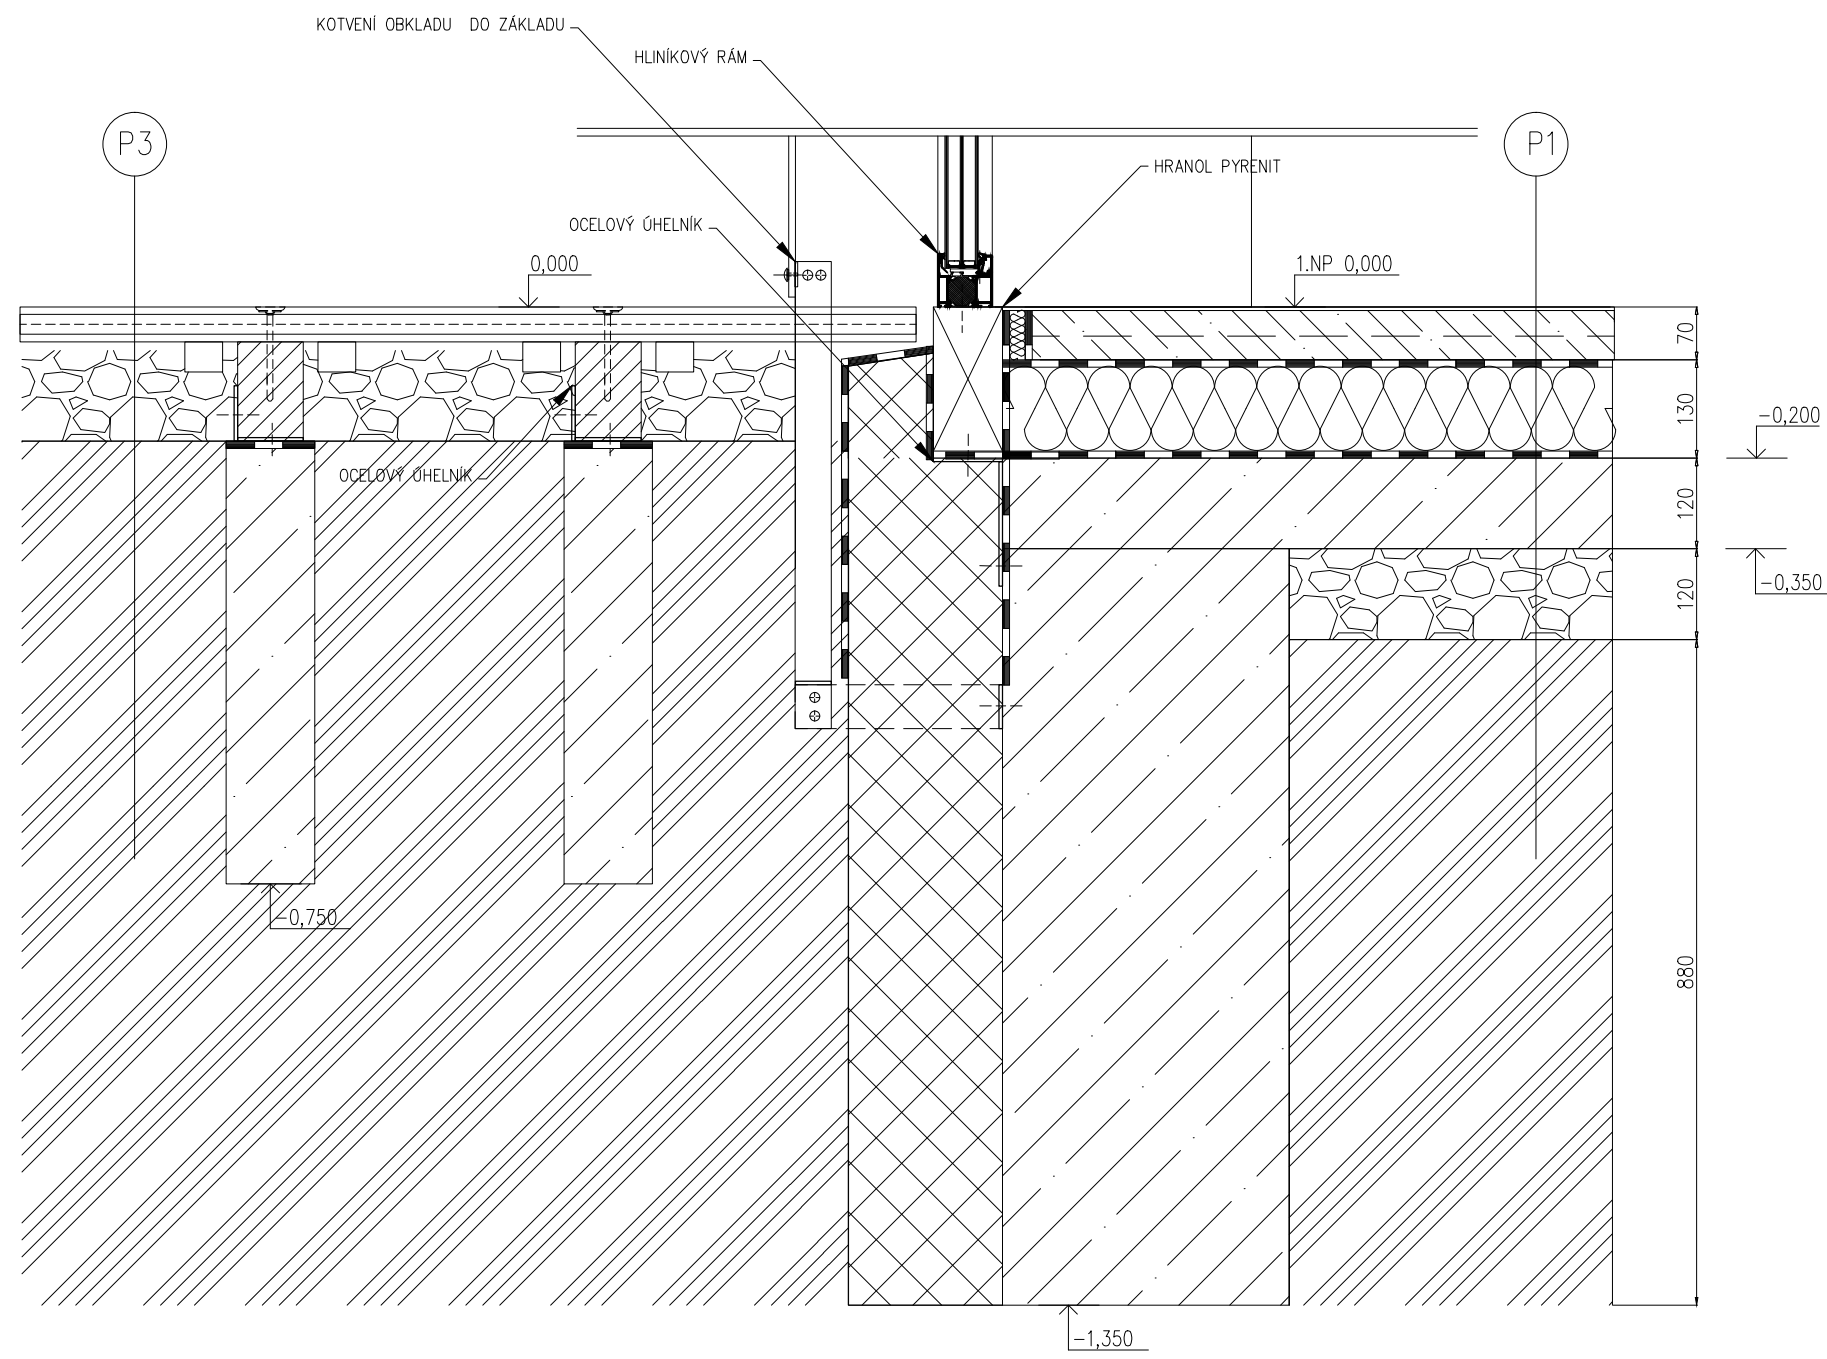 KOTVENÍ OBKLADU DO ZÁKLADU
HLINÍKOVÝ RÁM
P3
P1
HRANOL PYRENIT
OCELOVÝ ÚHELNÍK
0,000
1.NP 0,000
70
130
-0,200
OCELOVÝ ÚHELNÍK
120
-0,350
120
-0,750
880
-1,350